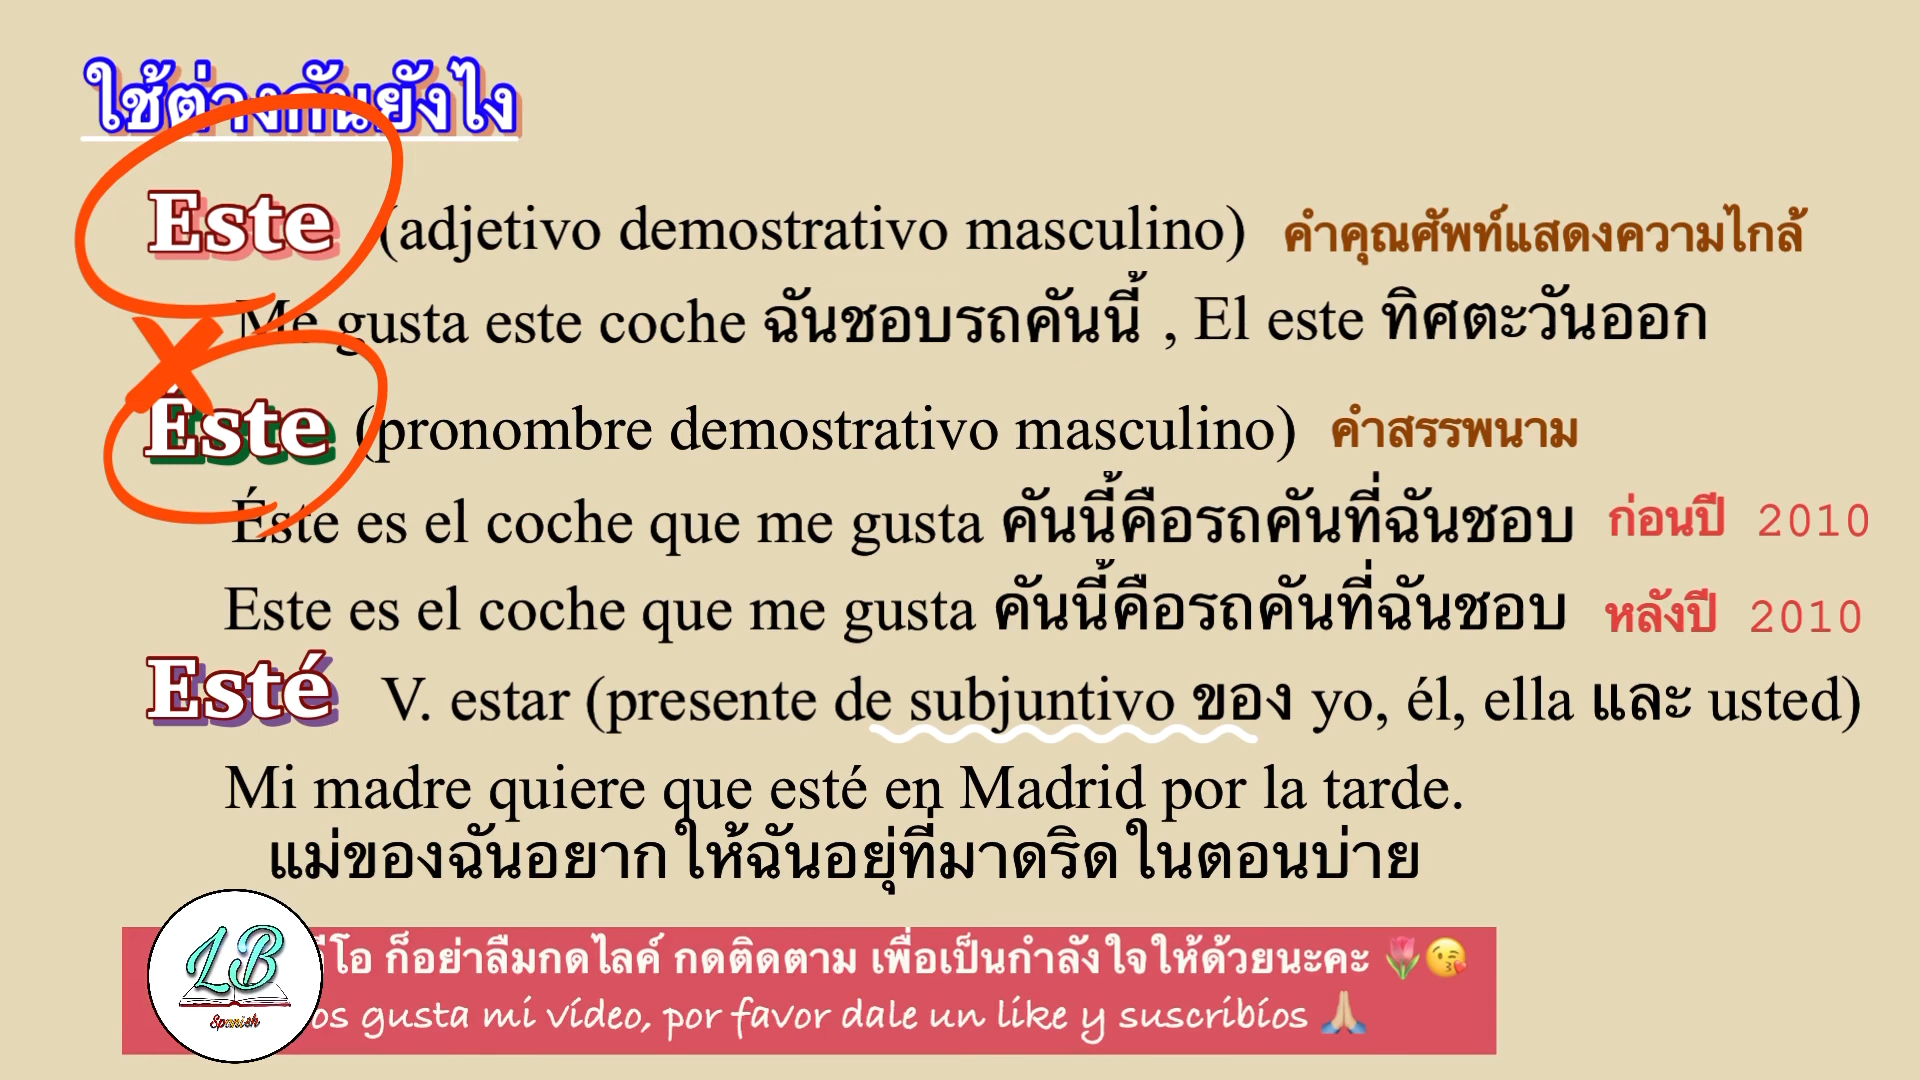 ใช้ต่างกันยังไง
Este (adjetivo demostrativo masculino) คำคุณศัพท์แสดงความไกล้
Me gusta este coche ฉันชอบรถคันนี้ , El este ทิศตะวันออก
Éste (pronombre demostrativo masculino) คำสรรพนาม
Éste es el coche que me gusta คันนี้คือรถคันที่ฉันชอบ ก่อนปี 2010
Este es el coche que me gusta คันนี้คือรถคันที่ฉันชอบ หลังปี 2010
Esté V. estar (presente de subjuntivo ของ yo, él, ella และ usted)
Mi madre quiere que esté en Madrid por la tarde.
แม่ของฉันอยากให้ฉันอยุ่ที่มาดริดในตอนบ่าย
ก็อย่าลืมกดไลค์ กดติดตาม เพื่อเป็นกำลังใจให้ด้วยนะคะ 🌷😘
os gusta mi vídeo, por favor dale un like y suscribíos 🙏🏼
LB
Spanish